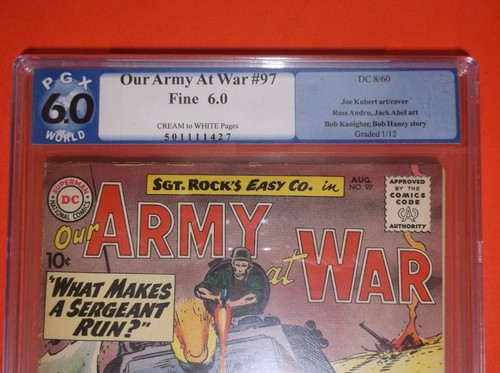 PGX
6.0
WORLD
Our Army At War #97
Fine 6.0
CREAM to WHITE Pages
501111427
DC 8/60
Joe Kubert art/cover
Ross Andru, Jack Abel art
Bob Kanigher, Bob Haney story
Graded 1/12
SUPERMAN
DC
NATIONAL COMICS
SGT. ROCK'S EASY CO. in
AUG.
NO. 97
APPROVED
BY THE
COMICS
CODE
CA
AUTHORITY
Our ARMY at WAR
10¢
"WHAT MAKES
A SERGEANT
RUN?"